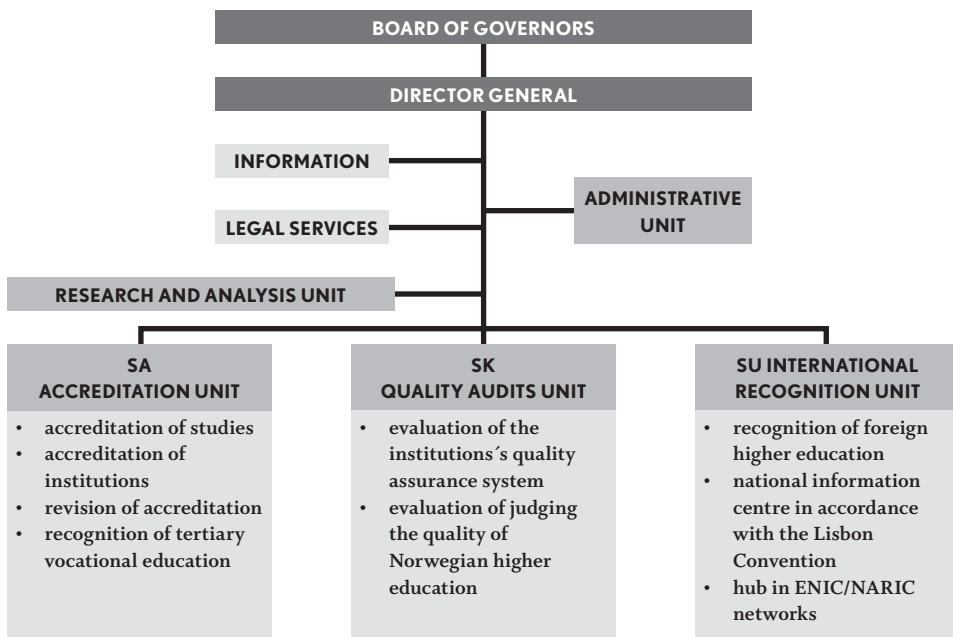 BOARD OF GOVERNORS
DIRECTOR GENERAL
INFORMATION
ADMINISTRATIVE
UNIT
LEGAL SERVICES
RESEARCH AND ANALYSIS UNIT
SA
ACCREDITATION UNIT
• accreditation of studies
• accreditation of
institutions
• revision of accreditation
• recognition of tertiary
vocational education
SK
QUALITY AUDITS UNIT
• evaluation of the
institutions´s quality
assurance system
• evaluation of judging
the quality of
Norwegian higher
education
SU INTERNATIONAL
RECOGNITION UNIT
• recognition of foreign
higher education
• national information
centre in accordance
with the Lisbon
Convention
• hub in ENIC/NARIC
networks